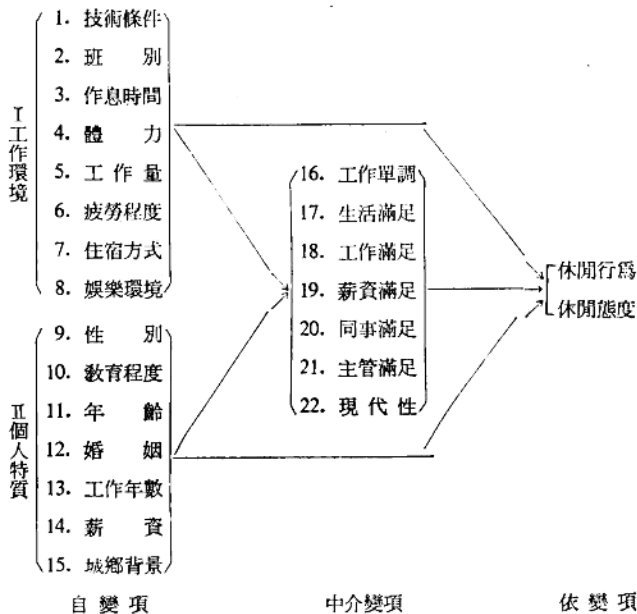 I 工作環境
1. 技術條件
2. 班別
3. 作息時間
4. 體力
5. 工作量
6. 疲勞程度
7. 住宿方式
8. 娛樂環境
II 個人特質
9. 性別
10. 教育程度
11. 年齡
12. 婚姻
13. 工作年數
14. 薪資
15. 城鄉背景
自變項
16. 工作單調
17. 生活滿足
18. 工作滿足
19. 薪資滿足
20. 同事滿足
21. 主管滿足
22. 現代性
中介變項
休閒行爲
休閒態度
依變項